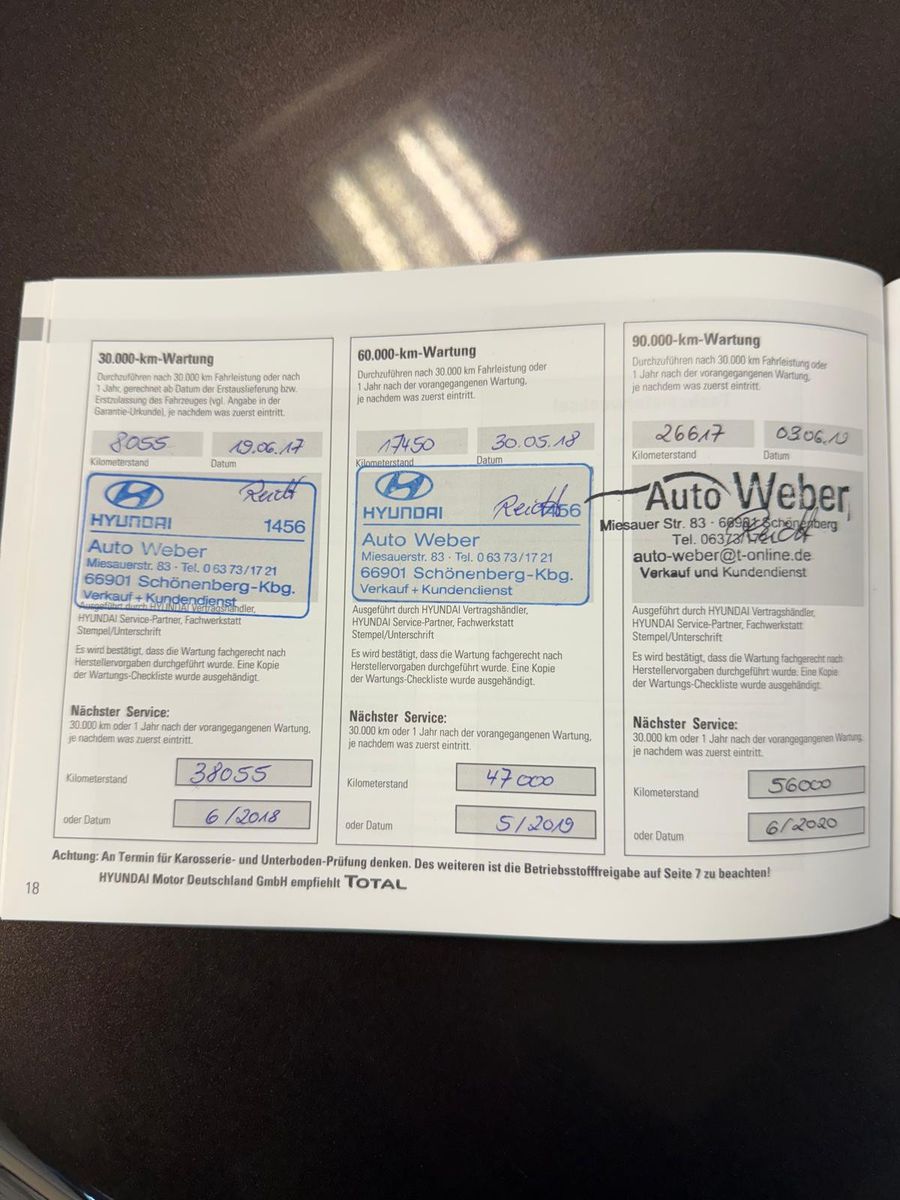 30.000-km-Wartung
Durchzuführen nach 30.000 km Fahrleistung oder nach
1 Jahr, gerechnet ab Datum der Erstauslieferung bzw.
Erstzulassung des Fahrzeuges (vgl. Angabe in der
Garantie-Urkunde), je nachdem was zuerst eintritt.
8055 19.06.17
Kilometerstand Datum
HYUNDAI 1456
Auto Weber
Miesauerstr. 83 · Tel. 0 63 73/17 21
66901 Schönenberg-Kbg.
Verkauf + Kundendienst
Ausgeführt durch HYUNDAI Vertragshändler,
HYUNDAI Service-Partner, Fachwerkstatt
Stempel/Unterschrift
Es wird bestätigt, dass die Wartung fachgerecht nach
Herstellervorgaben durchgeführt wurde. Eine Kopie
der Wartungs-Checkliste wurde ausgehändigt.
Nächster Service:
30.000 km oder 1 Jahr nach der vorangegangenen Wartung,
je nachdem was zuerst eintritt.
Kilometerstand 38055
oder Datum 6/2018
60.000-km-Wartung
Durchzuführen nach 30.000 km Fahrleistung oder
1 Jahr nach der vorangegangenen Wartung,
je nachdem was zuerst eintritt.
17450 30.05.18
Kilometerstand Datum
HYUNDAI 1456
Auto Weber
Miesauerstr. 83 · Tel. 0 63 73/17 21
66901 Schönenberg-Kbg.
Verkauf + Kundendienst
Ausgeführt durch HYUNDAI Vertragshändler,
HYUNDAI Service-Partner, Fachwerkstatt
Stempel/Unterschrift
Es wird bestätigt, dass die Wartung fachgerecht nach
Herstellervorgaben durchgeführt wurde. Eine Kopie
der Wartungs-Checkliste wurde ausgehändigt.
Nächster Service:
30.000 km oder 1 Jahr nach der vorangegangenen Wartung,
je nachdem was zuerst eintritt.
Kilometerstand 47000
oder Datum 5/2019
90.000-km-Wartung
Durchzuführen nach 30.000 km Fahrleistung oder
1 Jahr nach der vorangegangenen Wartung,
je nachdem was zuerst eintritt.
26617 03.06.19
Kilometerstand Datum
Auto Weber
Miesauer Str. 83 · 66901 Schönenberg
Tel. 06373/1721
auto-weber@t-online.de
Verkauf und Kundendienst
Ausgeführt durch HYUNDAI Vertragshändler,
HYUNDAI Service-Partner, Fachwerkstatt
Stempel/Unterschrift
Es wird bestätigt, dass die Wartung fachgerecht nach
Herstellervorgaben durchgeführt wurde. Eine Kopie
der Wartungs-Checkliste wurde ausgehändigt.
Nächster Service:
30.000 km oder 1 Jahr nach der vorangegangenen Wartung,
je nachdem was zuerst eintritt.
Kilometerstand 56000
oder Datum 6/2020
Achtung: An Termin für Karosserie- und Unterboden-Prüfung denken. Des weiteren ist die Betriebsstofffreigabe auf Seite 7 zu beachten!
HYUNDAI Motor Deutschland GmbH empfiehlt TOTAL
18